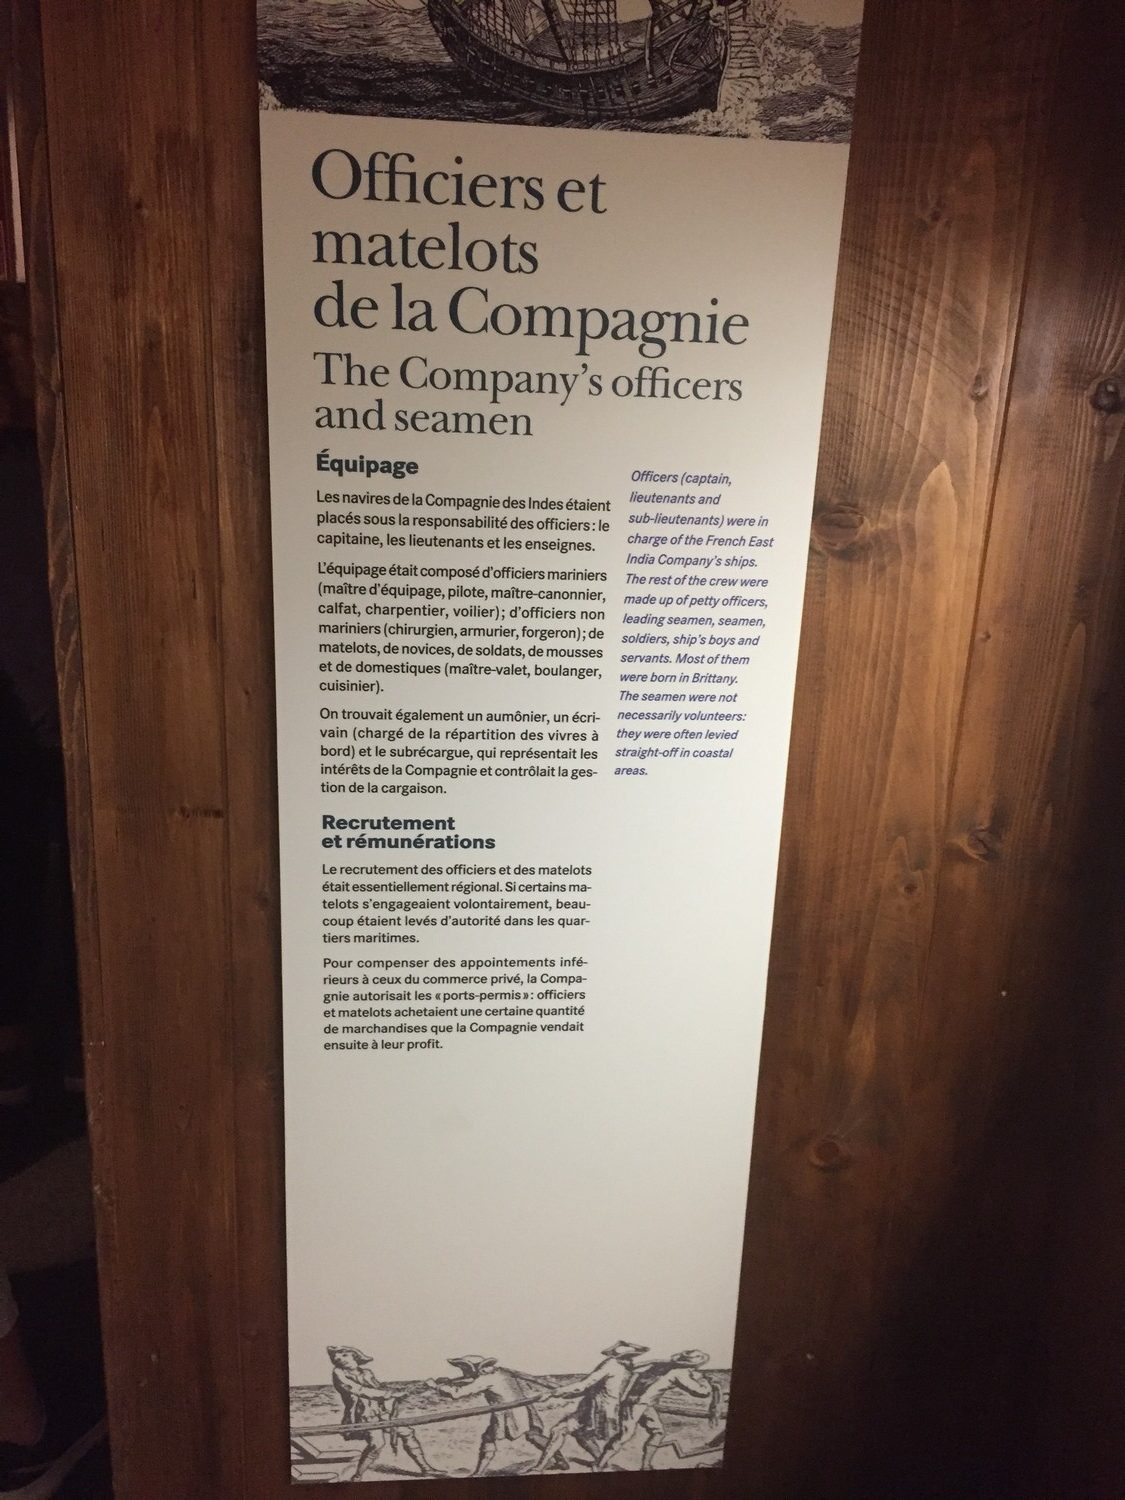 Officiers et
matelots
de la Compagnie
The Company's officers
and seamen
Équipage
Les navires de la Compagnie des Indes étaient
placés sous la responsabilité des officiers : le
capitaine, les lieutenants et les enseignes.
L'équipage était composé d'officiers mariniers
(maître d'équipage, pilote, maître-canonnier,
calfat, charpentier, voilier) ; d'officiers non
mariniers (chirurgien, armurier, forgeron) ; de
matelots, de novices, de soldats, de mousses
et de domestiques (maître-valet, boulanger,
cuisinier).
On trouvait également un aumônier, un écri-
vain (chargé de la répartition des vivres à
bord) et le subrécargue, qui représentait les
intérêts de la Compagnie et contrôlait la ges-
tion de la cargaison.
Recrutement
et rémunérations
Le recrutement des officiers et des matelots
était essentiellement régional. Si certains ma-
telots s'engageaient volontairement, beau-
coup étaient levés d'autorité dans les quar-
tiers maritimes.
Pour compenser des appointements infé-
rieurs à ceux du commerce privé, la Compa-
gnie autorisait les « ports-permis » : officiers
et matelots achetaient une certaine quantité
de marchandises que la Compagnie vendait
ensuite à leur profit.
Officers (captain,
lieutenants and
sub-lieutenants) were in
charge of the French East
India Company's ships.
The rest of the crew were
made up of petty officers,
leading seamen, seamen,
soldiers, ship's boys and
servants. Most of them
were born in Brittany.
The seamen were not
necessarily volunteers:
they were often levied
straight-off in coastal
areas.